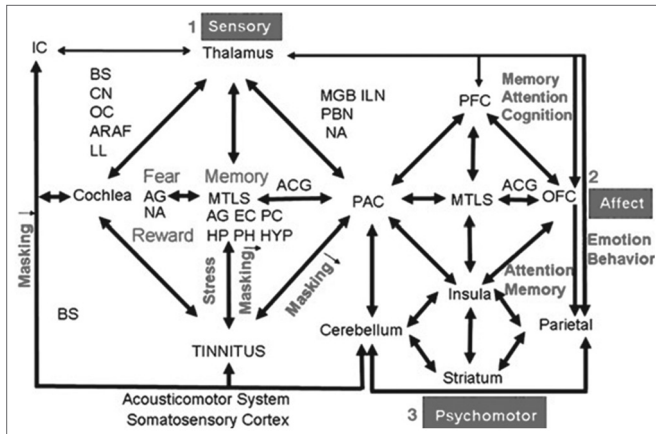 1 Sensory
IC
Thalamus
BS
CN
OC
ARAF
LL
MGB ILN
PBN
NA
PFC
Memory
Attention
Cognition
Fear
Memory
Cochlea
AG
NA
MTLS
ACG
PAC
MTLS
ACG
OFC
2
Affect
AG EC PC
HP PH HYP
Reward
Masking
Stress
Masking
Masking
Emotion
Behavior
Attention
Memory
BS
Insula
Cerebellum
Parietal
TINNITUS
Striatum
Acousticomotor System
Somatosensory Cortex
3 Psychomotor